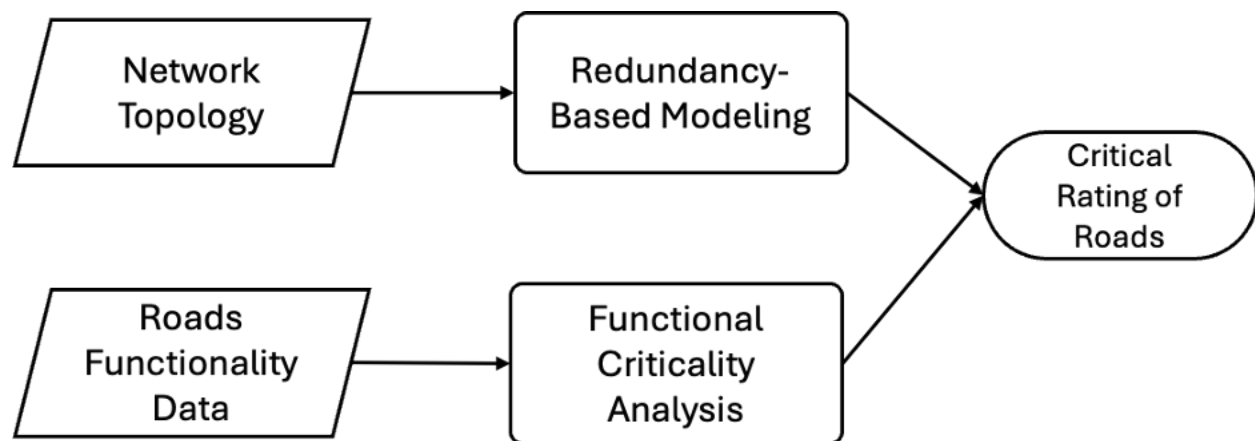 Network
Topology
Redundancy-
Based Modeling
Critical
Rating of
Roads
Roads
Functionality
Data
Functional
Criticality
Analysis